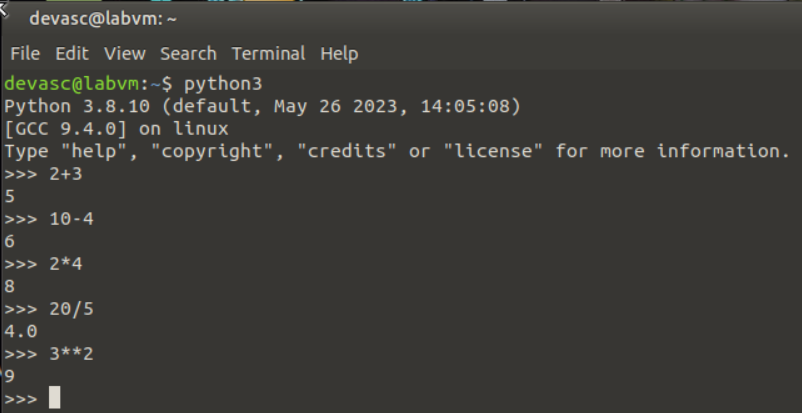 devasc@labvm: ~
File Edit View Search Terminal Help
devasc@labvm:~$ python3
Python 3.8.10 (default, May 26 2023, 14:05:08)
[GCC 9.4.0] on linux
Type "help", "copyright", "credits" or "license" for more information.
>>> 2+3
5
>>> 10-4
6
>>> 2*4
8
>>> 20/5
4.0
>>> 3**2
9
>>>